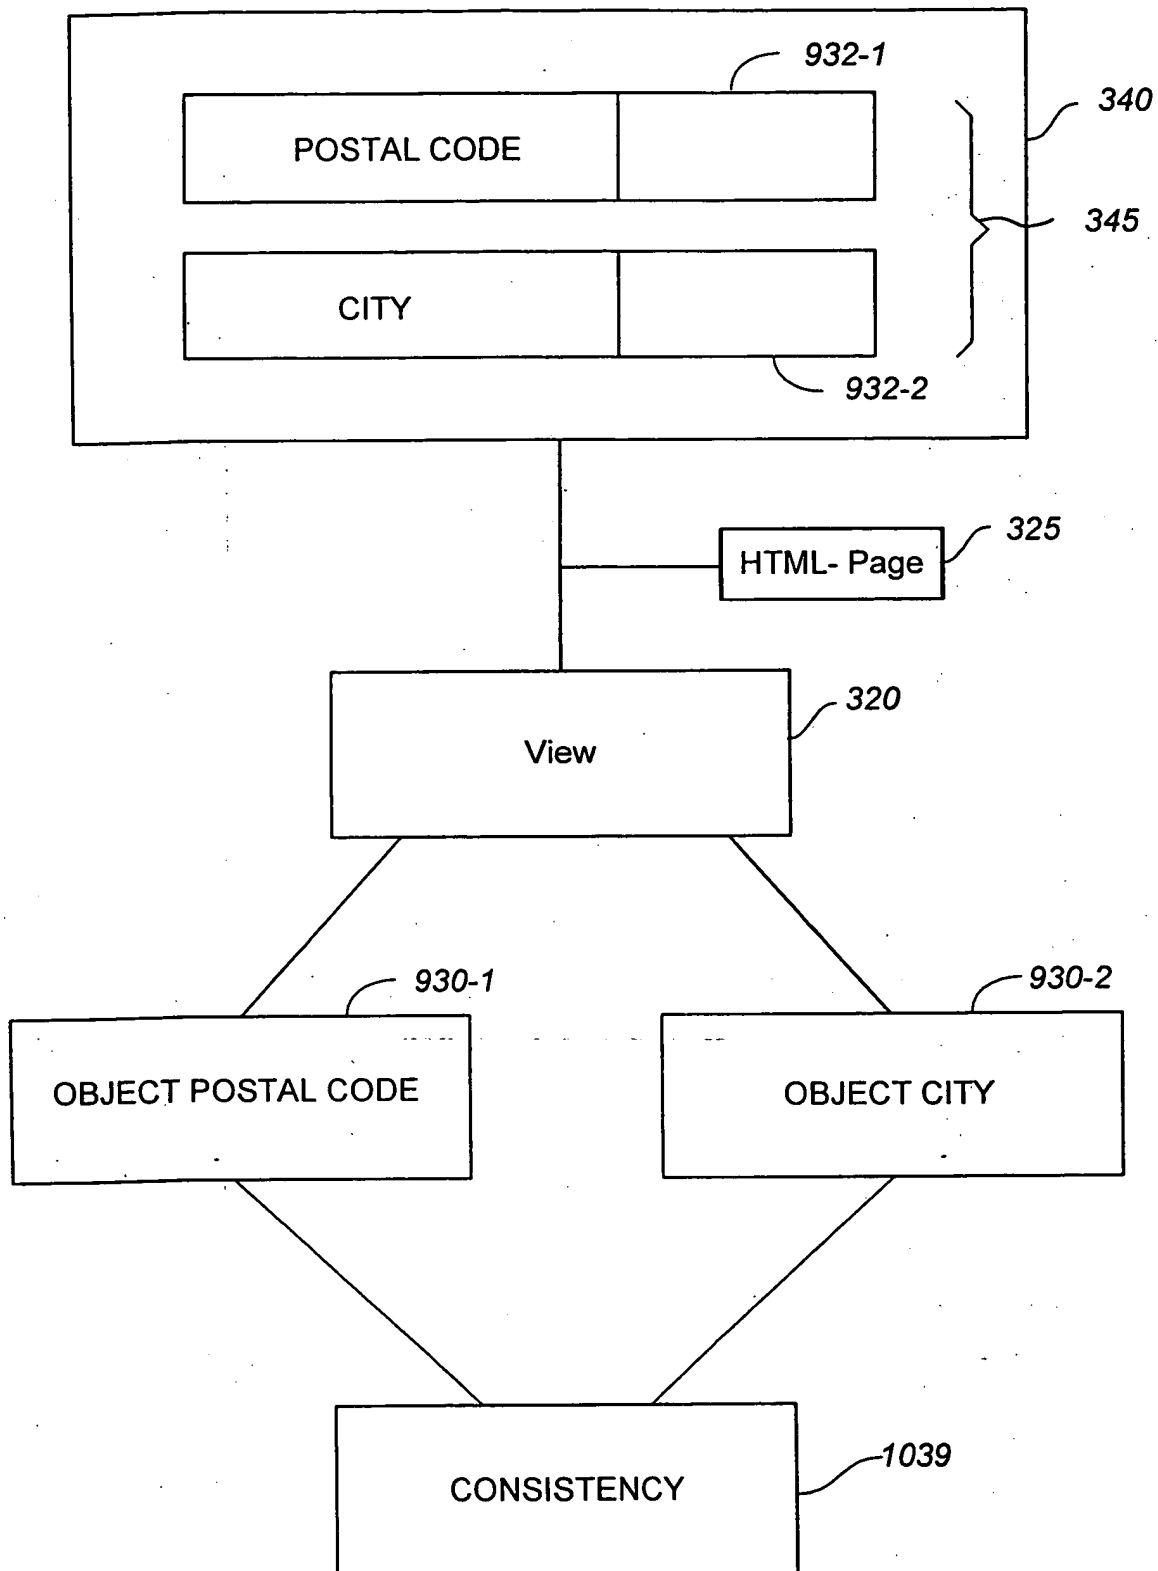 932-1
POSTAL CODE
340
345
CITY
932-2
325
HTML- Page
320
View
930-1
930-2
OBJECT POSTAL CODE
OBJECT CITY
1039
CONSISTENCY